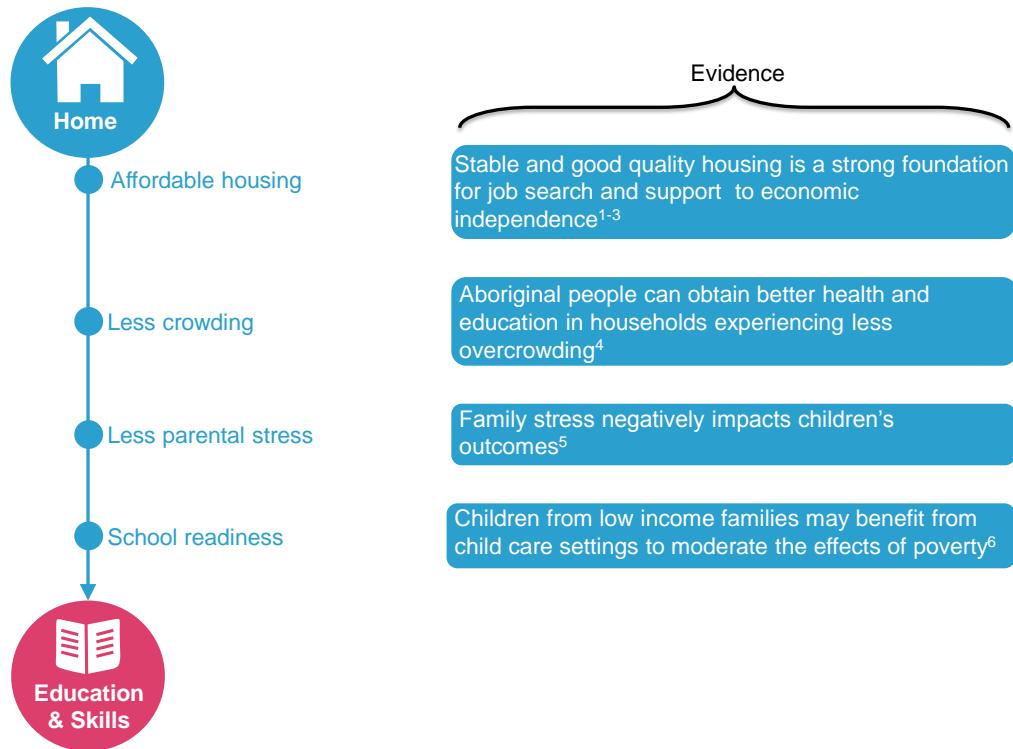 Home
Evidence
Affordable housing
Stable and good quality housing is a strong foundation
for job search and support  to economic
independence¹⁻³
Less crowding
Aboriginal people can obtain better health and
education in households experiencing less
overcrowding⁴
Less parental stress
Family stress negatively impacts children’s
outcomes⁵
School readiness
Children from low income families may benefit from
child care settings to moderate the effects of poverty⁶
Education
& Skills